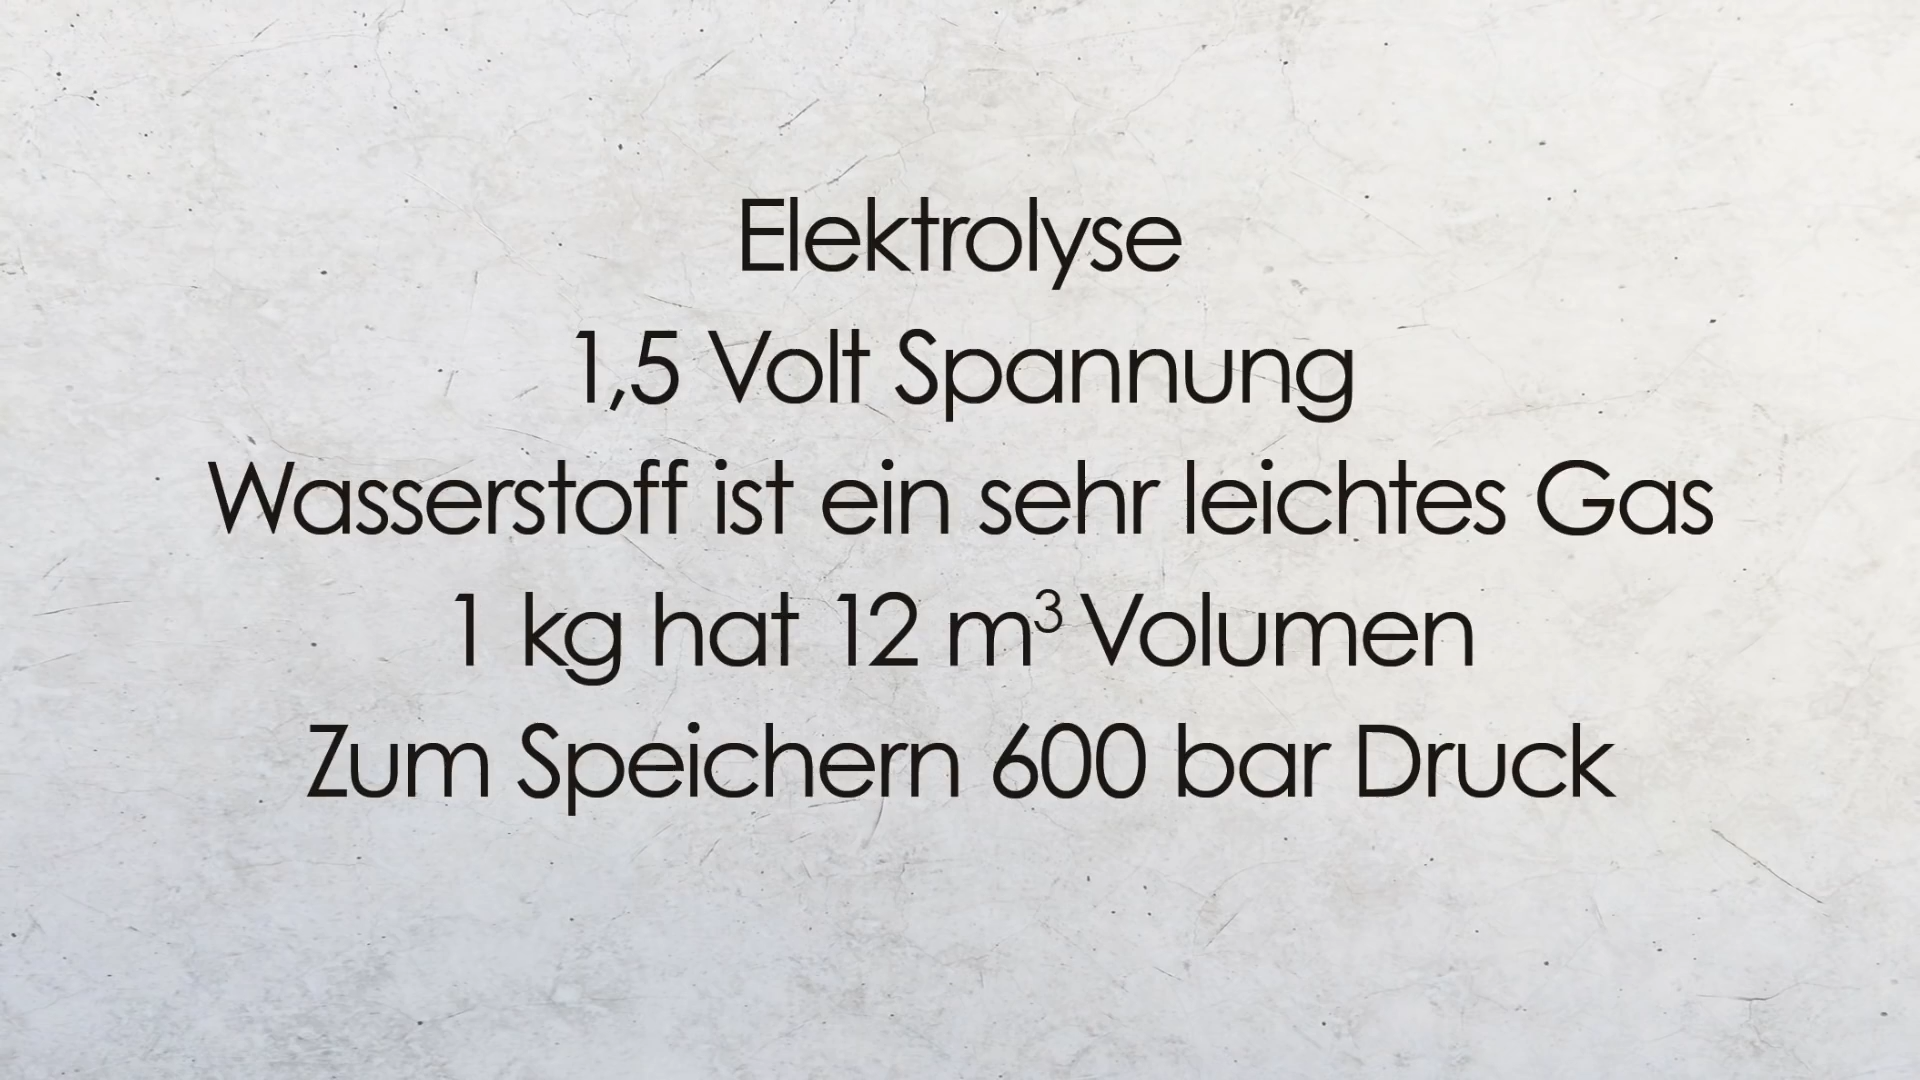 Elektrolyse
1,5 Volt Spannung
Wasserstoff ist ein sehr leichtes Gas
1 kg hat 12 m³ Volumen
Zum Speichern 600 bar Druck